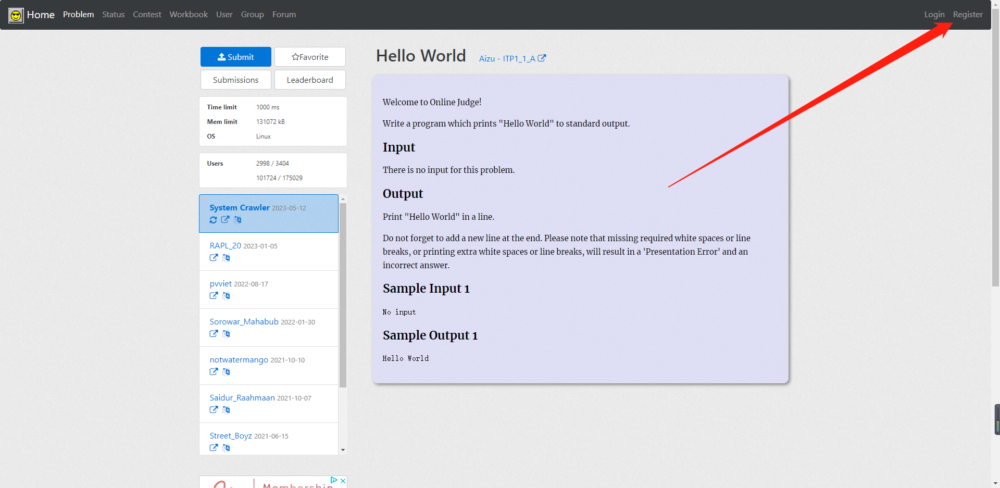 Home Problem Status Contest Workbook User Group Forum Login Register
Submit Favorite
Submissions Leaderboard
Time limit 1000 ms
Mem limit 131072 kB
OS Linux
Users 2998 / 3404
101724 / 175029
System Crawler 2023-05-12
RAPL_20 2023-01-05
pvviet 2022-08-17
Sorowar_Mahabub 2022-01-30
notwatermango 2021-10-10
Saidur_Raahmaan 2021-10-07
Street_Boyz 2021-06-15
Membership
Hello World Aizu - ITP1_1_A
Welcome to Online Judge!
Write a program which prints "Hello World" to standard output.
Input
There is no input for this problem.
Output
Print "Hello World" in a line.
Do not forget to add a new line at the end. Please note that missing required white spaces or line
breaks, or printing extra white spaces or line breaks, will result in a 'Presentation Error' and an
incorrect answer.
Sample Input 1
No input
Sample Output 1
Hello World